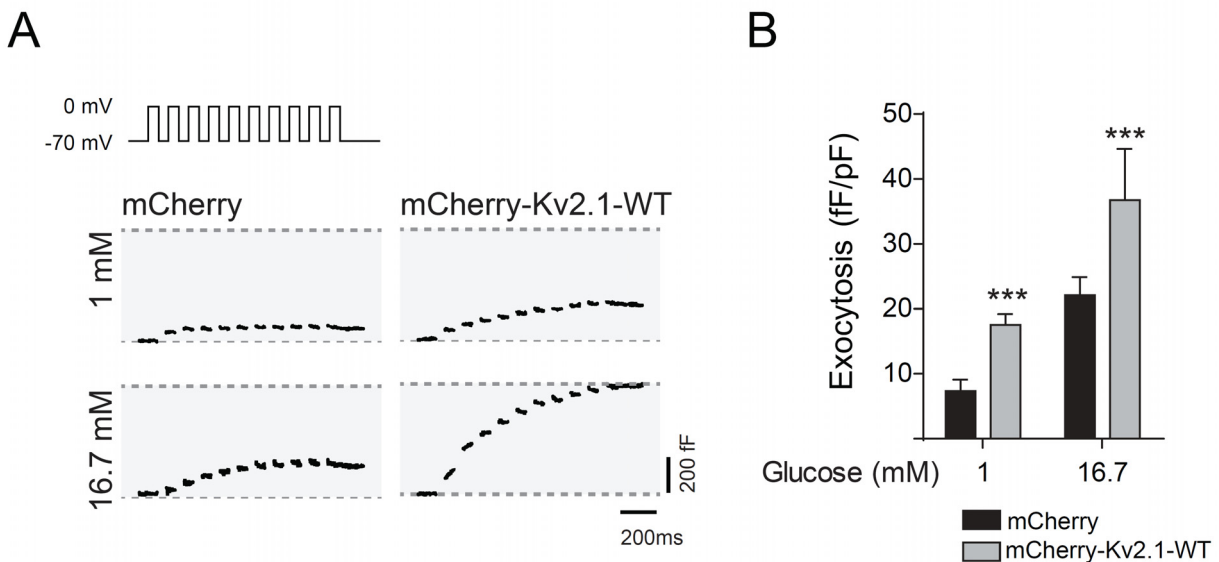 A
0 mV
-70 mV
mCherry
mCherry-Kv2.1-WT
1 mM
16.7 mM
200 fF
200ms
B
Exocytosis (fF/pF)
50
40
30
20
10
***
***
Glucose (mM)
1
16.7
mCherry
mCherry-Kv2.1-WT